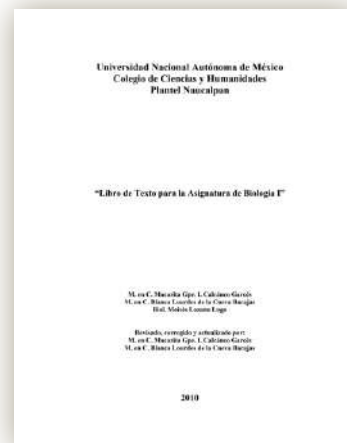 Universidad Nacional Autónoma de México
Colegio de Ciencias y Humanidades
Plantel Naucalpan
“Libro de Texto para la Asignatura de Biología I”
M. en C. Macarita Gpe. I. Calcáneo Garcés
M. en C. Blanca Lourdes de la Cueva Barajas
Biol. Moisés Lozano Lugo
Revisado, corregido y actualizado por:
M. en C. Macarita Gpe. I. Calcáneo Garcés
M. en C. Blanca Lourdes de la Cueva Barajas
2010